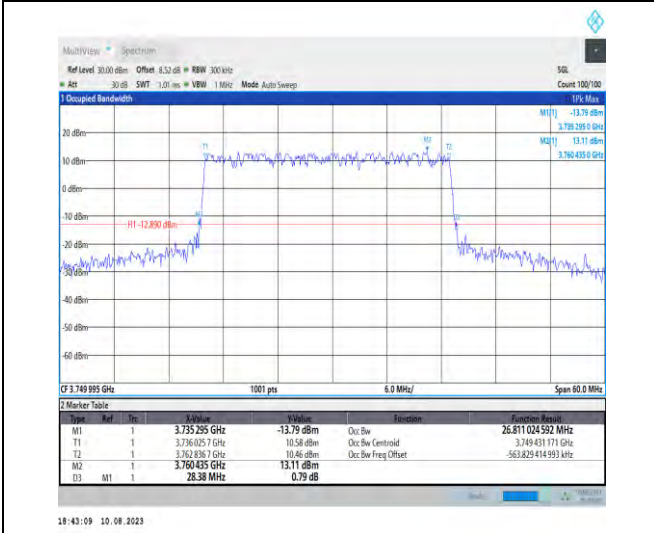 MultiView Spectrum
Ref Level 30.00 dBm Offset 8.52 dB RBW 300 kHz SGL
Att 30 dB SWT 1.01 ms VBW 1 MHz Mode Auto Sweep Count 100/100
1 Occupied Bandwidth 1Pk Max
M1[1] -13.79 dBm
3.735 295 0 GHz
M2[1] 13.11 dBm
3.760 435 0 GHz
20 dBm
M2
T1 T2
10 dBm
0 dBm
-10 dBm
H1 -12.890 dBm
-20 dBm
-30 dBm
-40 dBm
-50 dBm
-60 dBm
CF 3.749 995 GHz 1001 pts 6.0 MHz/ Span 60.0 MHz
2 Marker Table
Type Ref Trc X-Value Y-Value Function Function Result
M1 1 3.735 295 GHz -13.79 dBm Occ Bw 26.811 024 592 MHz
T1 1 3.736 025 7 GHz 10.58 dBm Occ Bw Centroid 3.749 431 171 GHz
T2 1 3.762 836 7 GHz 10.46 dBm Occ Bw Freq Offset -563.829 414 993 kHz
M2 1 3.760 435 GHz 13.11 dBm
D3 M1 1 28.38 MHz 0.79 dB
18:43:09 10.08.2023